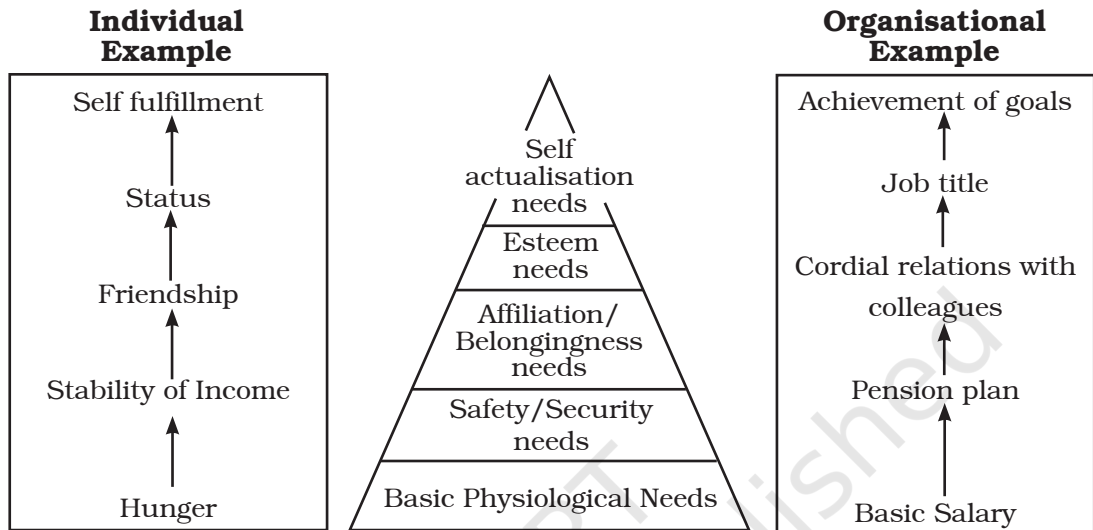 Individual
Example
Self fulfillment
Status
Friendship
Stability of Income
Hunger
Self
actualisation
needs
Esteem
needs
Affiliation/
Belongingness
needs
Safety/Security
needs
Basic Physiological Needs
Organisational
Example
Achievement of goals
Job title
Cordial relations with
colleagues
Pension plan
Basic Salary